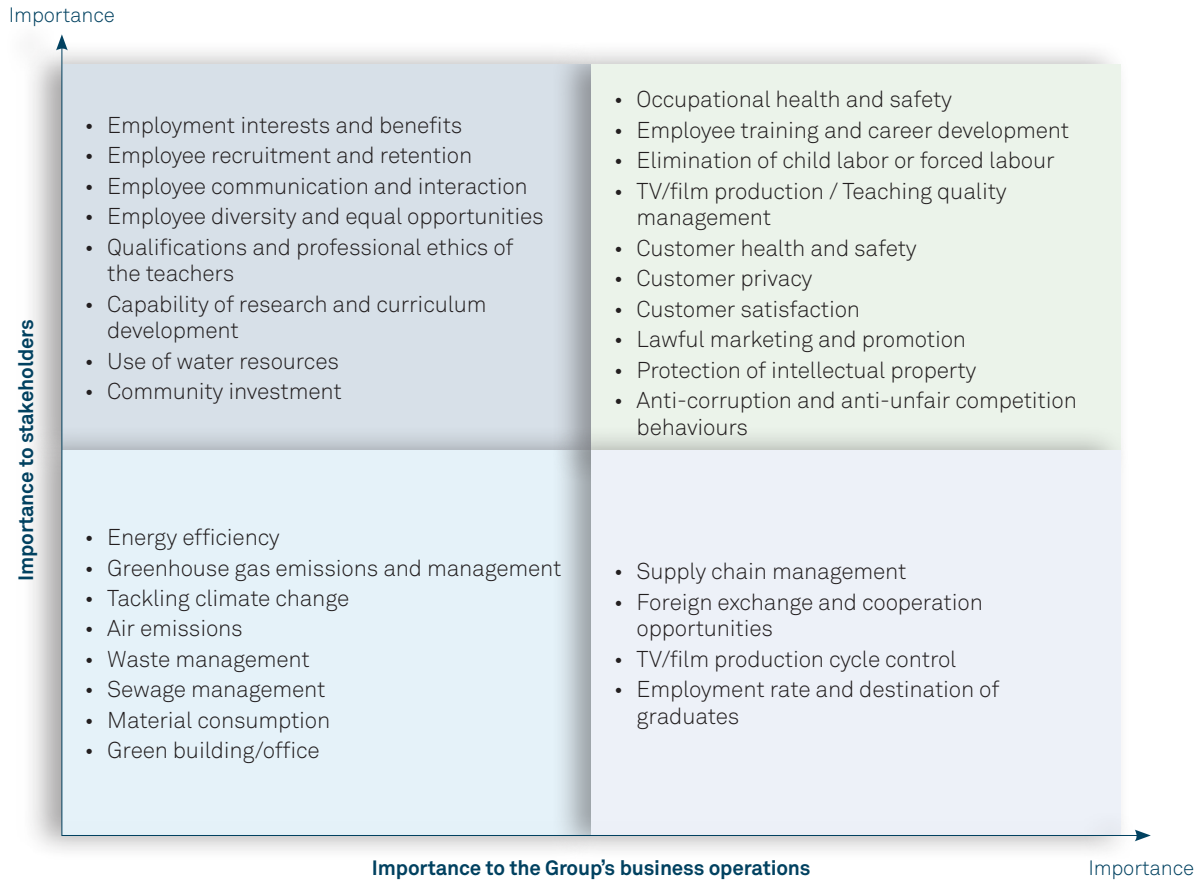 Importance
Importance to stakeholders
• Employment interests and benefits
• Employee recruitment and retention
• Employee communication and interaction
• Employee diversity and equal opportunities
• Qualifications and professional ethics of
the teachers
• Capability of research and curriculum
development
• Use of water resources
• Community investment
• Occupational health and safety
• Employee training and career development
• Elimination of child labor or forced labour
• TV/film production / Teaching quality
management
• Customer health and safety
• Customer privacy
• Customer satisfaction
• Lawful marketing and promotion
• Protection of intellectual property
• Anti-corruption and anti-unfair competition
behaviours
• Energy efficiency
• Greenhouse gas emissions and management
• Tackling climate change
• Air emissions
• Waste management
• Sewage management
• Material consumption
• Green building/office
• Supply chain management
• Foreign exchange and cooperation
opportunities
• TV/film production cycle control
• Employment rate and destination of
graduates
Importance to the Group’s business operations
Importance